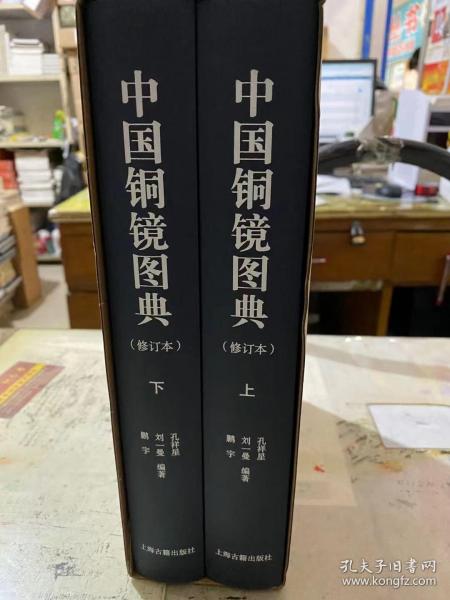 中国铜镜图典
（修订本）
下
孔祥星
刘一曼 编著
鹏宇
上海古籍出版社
中国铜镜图典
（修订本）
上
孔祥星
刘一曼 编著
鹏宇
上海古籍出版社
孔夫子旧书网
www.kongfz.com